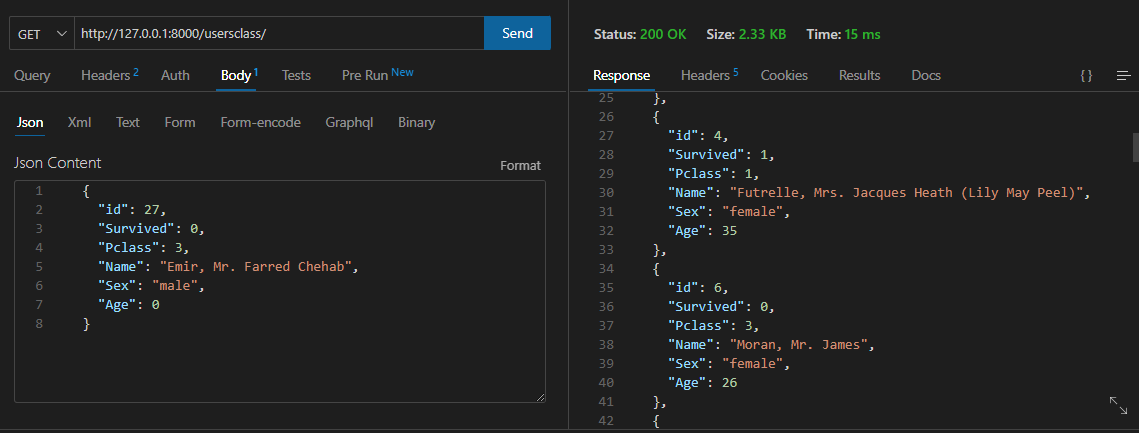 GET http://127.0.0.1:8000/usersclass/ Send
Query Headers 2 Auth Body 1 Tests Pre Run New
Json Xml Text Form Form-encode Graphql Binary
Json Content Format
1 {
2 "id": 27,
3 "Survived": 0,
4 "Pclass": 3,
5 "Name": "Emir, Mr. Farred Chehab",
6 "Sex": "male",
7 "Age": 0
8 }
Status: 200 OK Size: 2.33 KB Time: 15 ms
Response Headers 5 Cookies Results Docs {}
25 },
26 {
27 "id": 4,
28 "Survived": 1,
29 "Pclass": 1,
30 "Name": "Futrelle, Mrs. Jacques Heath (Lily May Peel)",
31 "Sex": "female",
32 "Age": 35
33 },
34 {
35 "id": 6,
36 "Survived": 0,
37 "Pclass": 3,
38 "Name": "Moran, Mr. James",
39 "Sex": "female",
40 "Age": 26
41 },
42 {